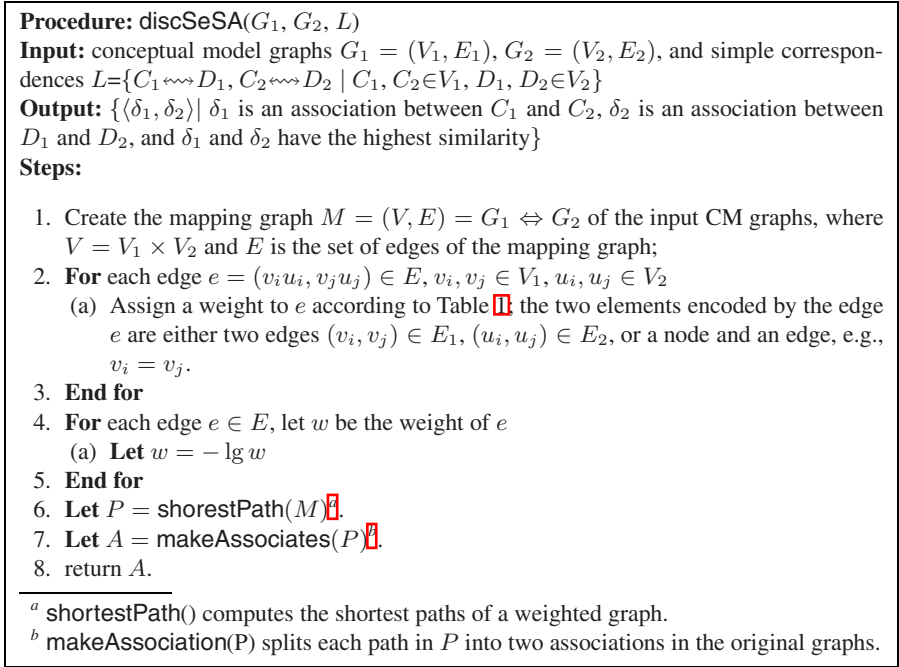 Procedure: discSeSA(G₁, G₂, L)
Input: conceptual model graphs G₁ = (V₁, E₁), G₂ = (V₂, E₂), and simple correspon-
dences L={C₁↭D₁, C₂↭D₂ | C₁, C₂∈V₁, D₁, D₂∈V₂}
Output: {⟨δ₁, δ₂⟩| δ₁ is an association between C₁ and C₂, δ₂ is an association between
D₁ and D₂, and δ₁ and δ₂ have the highest similarity}
Steps:
1. Create the mapping graph M = (V, E) = G₁ ⇔ G₂ of the input CM graphs, where
V = V₁ × V₂ and E is the set of edges of the mapping graph;
2. For each edge e = (vᵢuᵢ, vⱼuⱼ) ∈ E, vᵢ, vⱼ ∈ V₁, uᵢ, uⱼ ∈ V₂
(a) Assign a weight to e according to Table 1; the two elements encoded by the edge
e are either two edges (vᵢ, vⱼ) ∈ E₁, (uᵢ, uⱼ) ∈ E₂, or a node and an edge, e.g.,
vᵢ = vⱼ.
3. End for
4. For each edge e ∈ E, let w be the weight of e
(a) Let w = − lg w
5. End for
6. Let P = shorestPath(M)ᵃ.
7. Let A = makeAssociates(P)ᵇ.
8. return A.
ᵃ shortestPath() computes the shortest paths of a weighted graph.
ᵇ makeAssociation(P) splits each path in P into two associations in the original graphs.